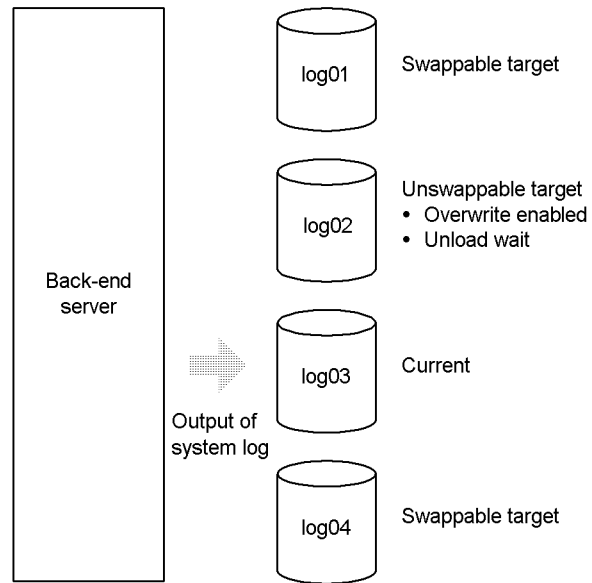 Back-end
server
Output of
system log
log01
Swappable target
log02
Unswappable target
• Overwrite enabled
• Unload wait
log03
Current
log04
Swappable target